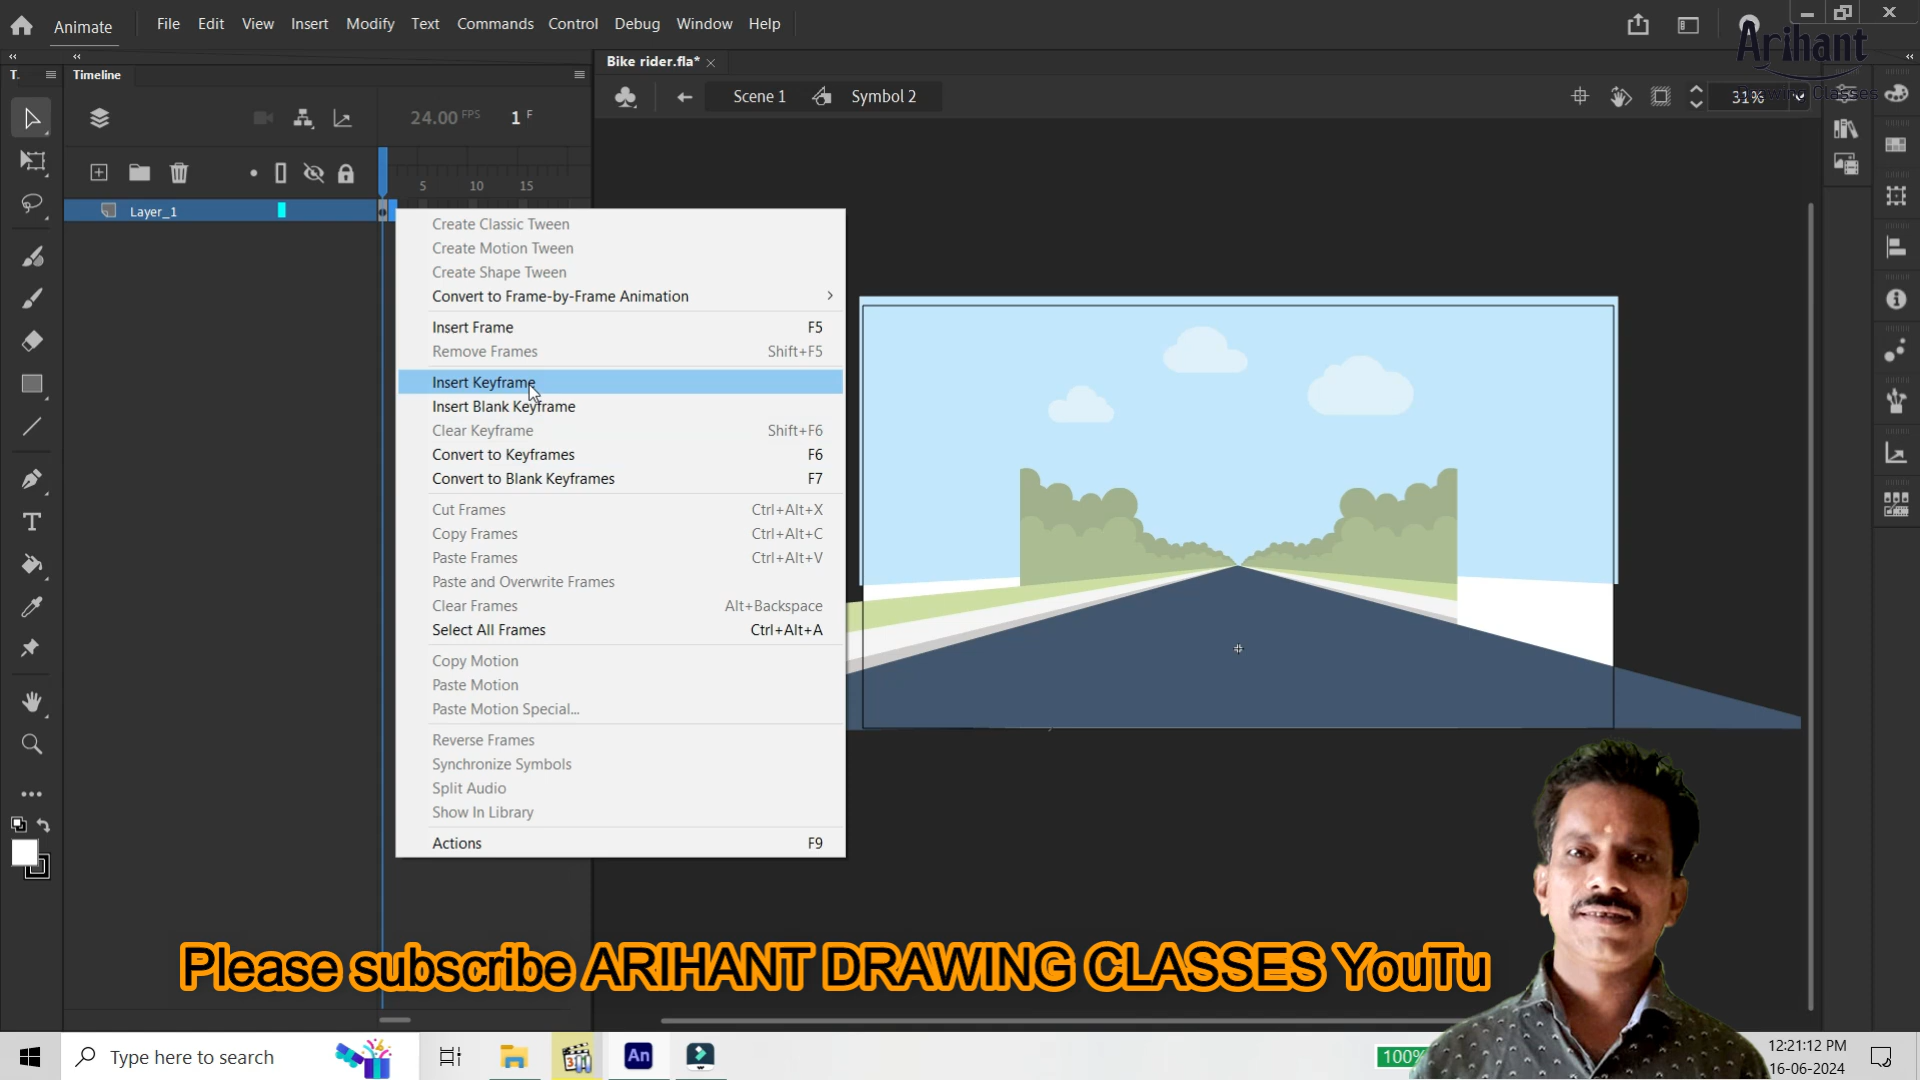 Animate
File Edit View Insert Modify Text Commands Control Debug Window Help
Arihant
Drawing Classes
T.
Timeline
Bike rider.fla*
Scene 1
Symbol 2
31%
24.00 FPS
1 F
5 10 15
Layer_1
Create Classic Tween
Create Motion Tween
Create Shape Tween
Convert to Frame-by-Frame Animation
Insert Frame F5
Remove Frames Shift+F5
Insert Keyframe
Insert Blank Keyframe
Clear Keyframe Shift+F6
Convert to Keyframes F6
Convert to Blank Keyframes F7
Cut Frames Ctrl+Alt+X
Copy Frames Ctrl+Alt+C
Paste Frames Ctrl+Alt+V
Paste and Overwrite Frames
Clear Frames Alt+Backspace
Select All Frames Ctrl+Alt+A
Copy Motion
Paste Motion
Paste Motion Special...
Reverse Frames
Synchronize Symbols
Split Audio
Show In Library
Actions F9
Please subscribe ARIHANT DRAWING CLASSES YouTu
Type here to search
An
100%
12:21:12 PM
16-06-2024